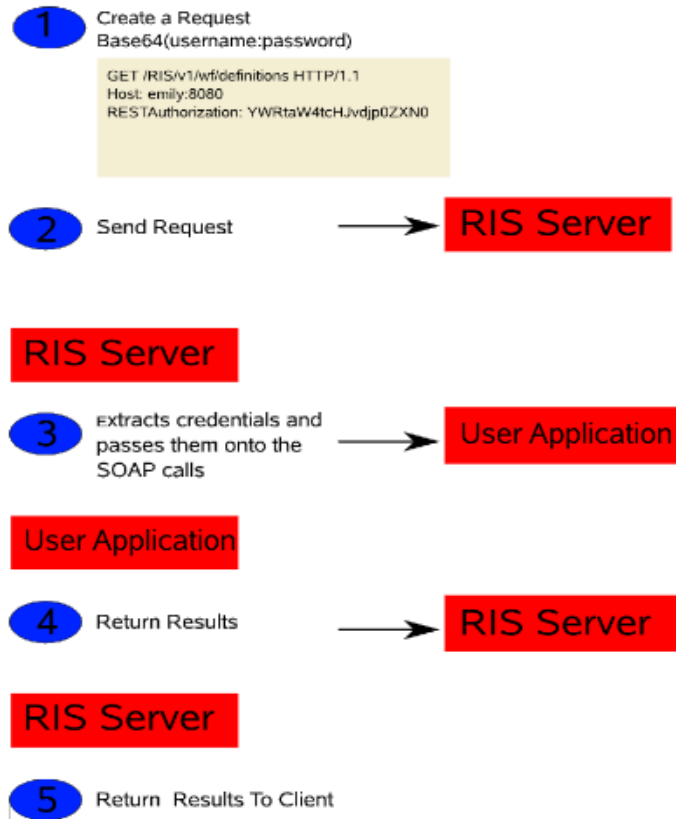 1
Create a Request
Base64(username:password)
GET /RIS/v1/wf/definitions HTTP/1.1
Host: emily:8080
RESTAuthorization: YWRtaW4tcHJvdjp0ZXN0
2
Send Request
RIS Server
RIS Server
3
Extracts credentials and
passes them onto the
SOAP calls
User Application
User Application
4
Return Results
RIS Server
RIS Server
5
Return Results To Client